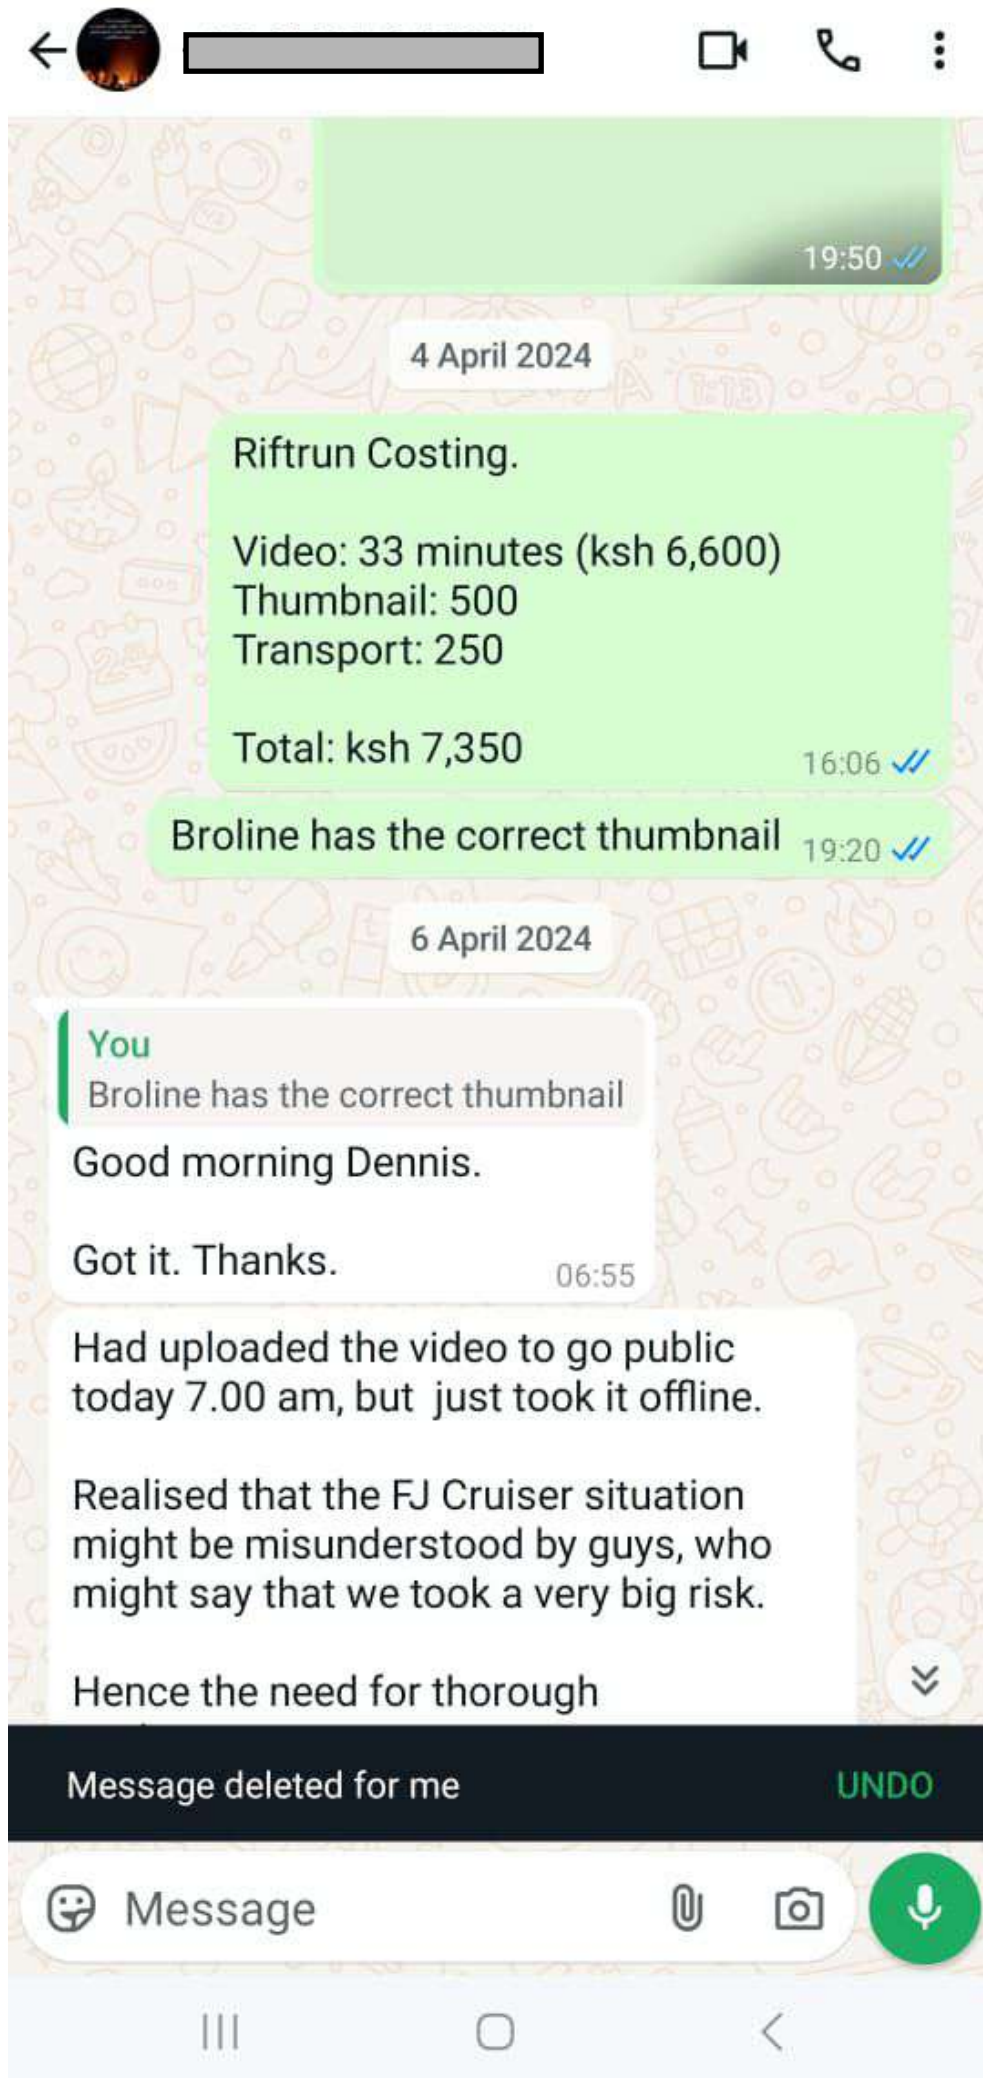 19:50
4 April 2024
Riftrun Costing.
Video: 33 minutes (ksh 6,600)
Thumbnail: 500
Transport: 250
Total: ksh 7,350
16:06
Broline has the correct thumbnail 19:20
6 April 2024
You
Broline has the correct thumbnail
Good morning Dennis.
Got it. Thanks.
06:55
Had uploaded the video to go public
today 7.00 am, but  just took it offline.
Realised that the FJ Cruiser situation
might be misunderstood by guys, who
might say that we took a very big risk.
Hence the need for thorough
Message deleted for me UNDO
Message